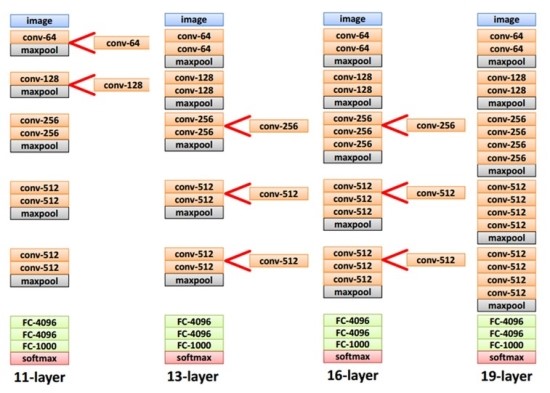 image
conv-64
maxpool
conv-64
conv-128
maxpool
conv-128
conv-256
conv-256
maxpool
conv-512
conv-512
maxpool
conv-512
conv-512
maxpool
FC-4096
FC-4096
FC-1000
softmax
11-layer
image
conv-64
conv-64
maxpool
conv-128
conv-128
maxpool
conv-256
conv-256
maxpool
conv-256
conv-512
conv-512
maxpool
conv-512
conv-512
conv-512
maxpool
conv-512
FC-4096
FC-4096
FC-1000
softmax
13-layer
image
conv-64
conv-64
maxpool
conv-128
conv-128
maxpool
conv-256
conv-256
conv-256
maxpool
conv-256
conv-512
conv-512
conv-512
maxpool
conv-512
conv-512
conv-512
conv-512
maxpool
conv-512
FC-4096
FC-4096
FC-1000
softmax
16-layer
image
conv-64
conv-64
maxpool
conv-128
conv-128
maxpool
conv-256
conv-256
conv-256
conv-256
maxpool
conv-512
conv-512
conv-512
conv-512
maxpool
conv-512
conv-512
conv-512
conv-512
maxpool
FC-4096
FC-4096
FC-1000
softmax
19-layer